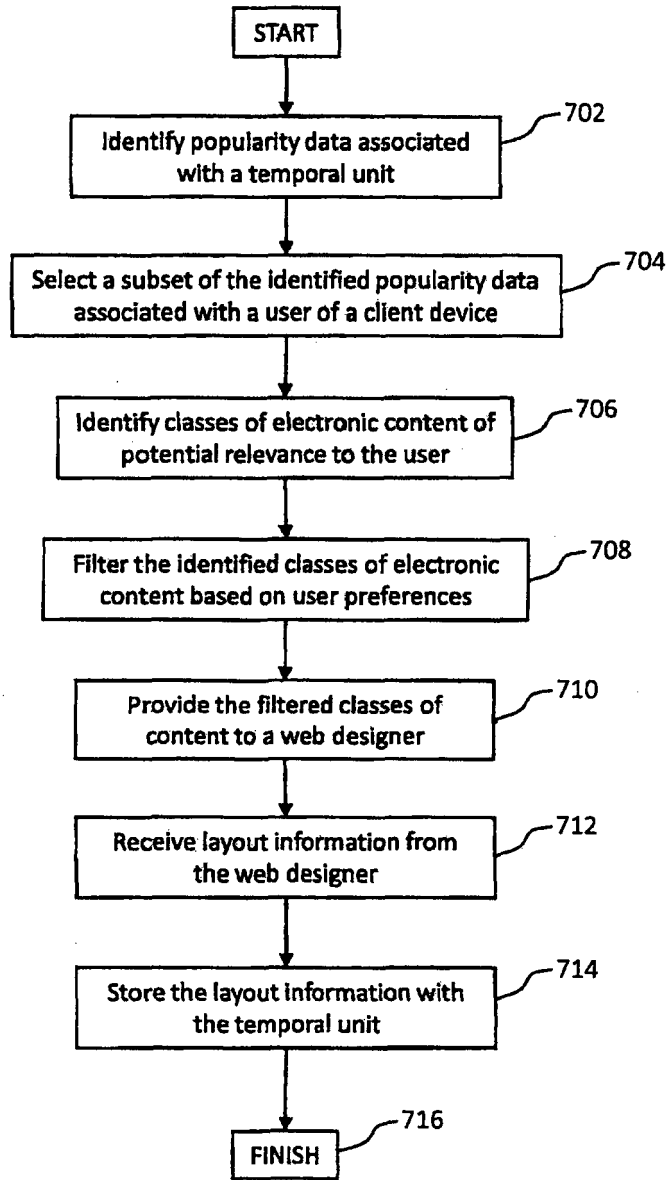 START
702
Identify popularity data associated
with a temporal unit
704
Select a subset of the identified popularity data
associated with a user of a client device
706
Identify classes of electronic content of
potential relevance to the user
708
Filter the identified classes of electronic
content based on user preferences
710
Provide the filtered classes of
content to a web designer
712
Receive layout information from
the web designer
714
Store the layout information with
the temporal unit
716
FINISH